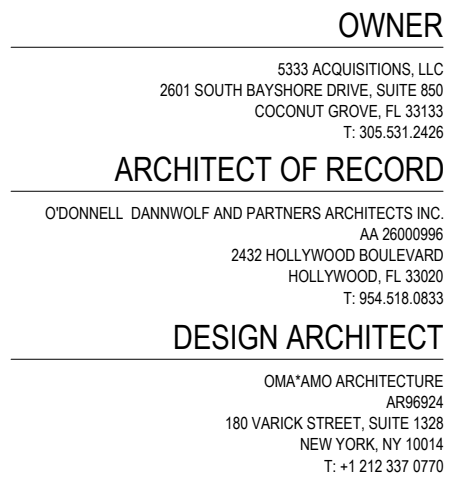 OWNER
5333 ACQUISITIONS, LLC
2601 SOUTH BAYSHORE DRIVE, SUITE 850
COCONUT GROVE, FL 33133
T: 305.531.2426
ARCHITECT OF RECORD
O'DONNELL  DANNWOLF AND PARTNERS ARCHITECTS INC.
AA 26000996
2432 HOLLYWOOD BOULEVARD
HOLLYWOOD, FL 33020
T: 954.518.0833
DESIGN ARCHITECT
OMA*AMO ARCHITECTURE
AR96924
180 VARICK STREET, SUITE 1328
NEW YORK, NY 10014
T: +1 212 337 0770